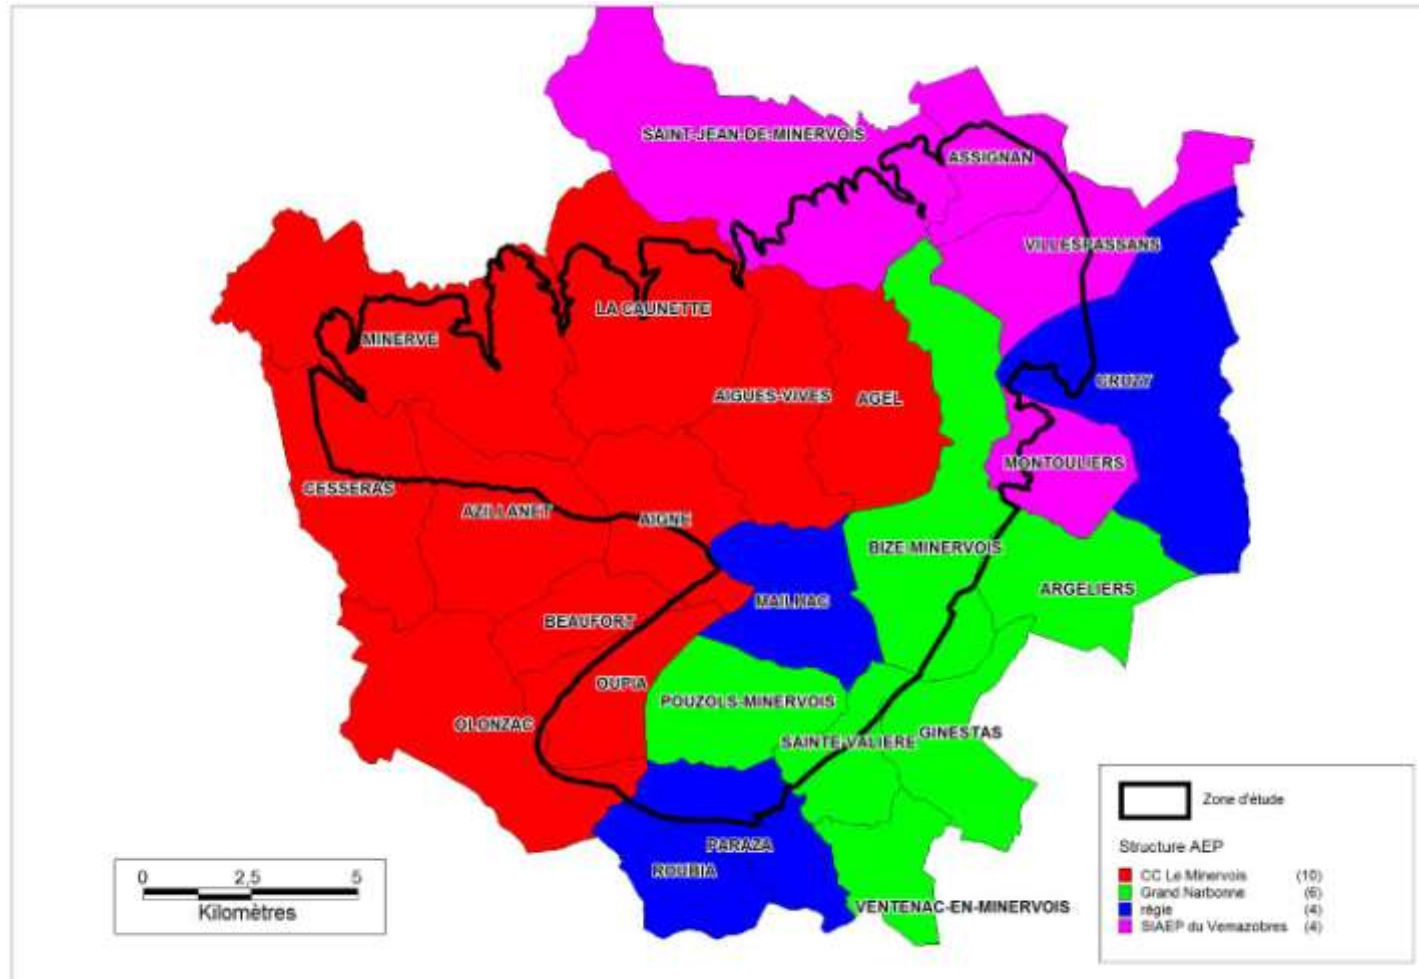 SAINT-JEAN-DE-MINERVOIS
ASSIGNAN
VILLESPASSANS
LA CAUNETTE
MINERVE
CRUZY
AIGUES-VIVES
AGEL
MONTOULIERS
CESSERAS
AZILLANET
AIGNE
BIZE MINERVOIS
ARGELIERS
MAILHAC
BEAUFORT
OUPIA
POUZOLS-MINERVOIS
OLONZAC
SAINTE-VALIERE
GINESTAS
PARAZA
ROUBIA
VENTENAC-EN-MINERVOIS
0 2,5 5
Kilomètres
Zone d'étude
Structure AEP
CC Le Minervois (10)
Grand Narbonne (6)
régie (4)
SIAEP du Vernazobres (4)